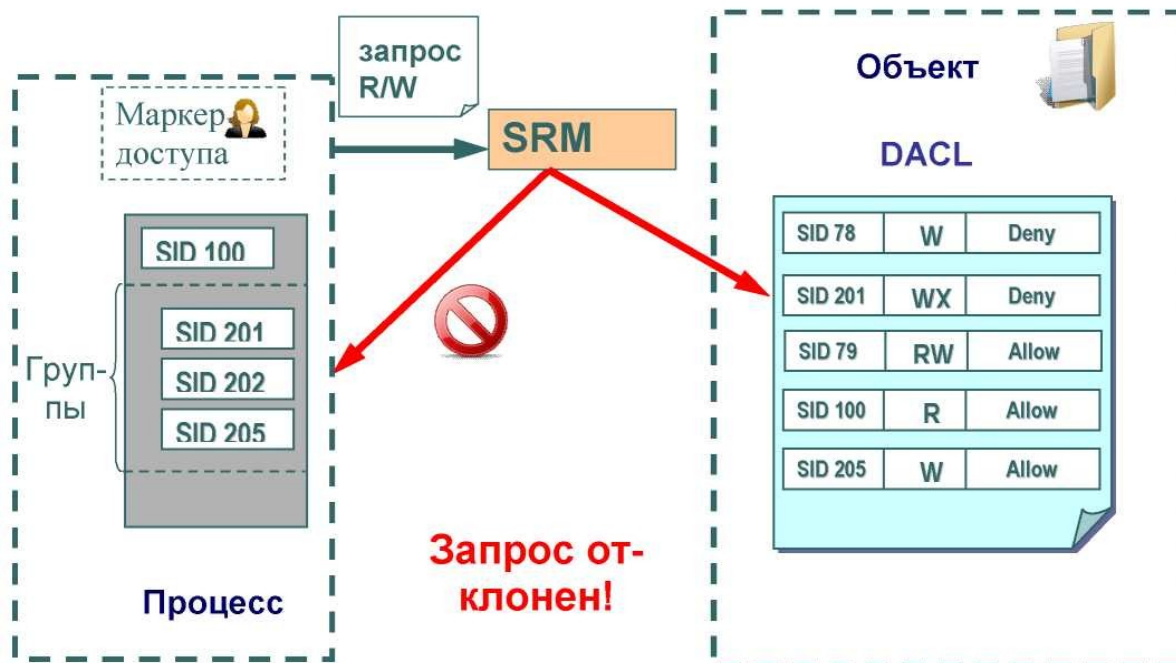 запрос
R/W
Маркер
доступа
SRM
Объект
DACL
SID 100
SID 201
SID 202
SID 205
Груп-
пы
Процесс
SID 78 W Deny
SID 201 WX Deny
SID 79 RW Allow
SID 100 R Allow
SID 205 W Allow
Запрос от-
клонен!